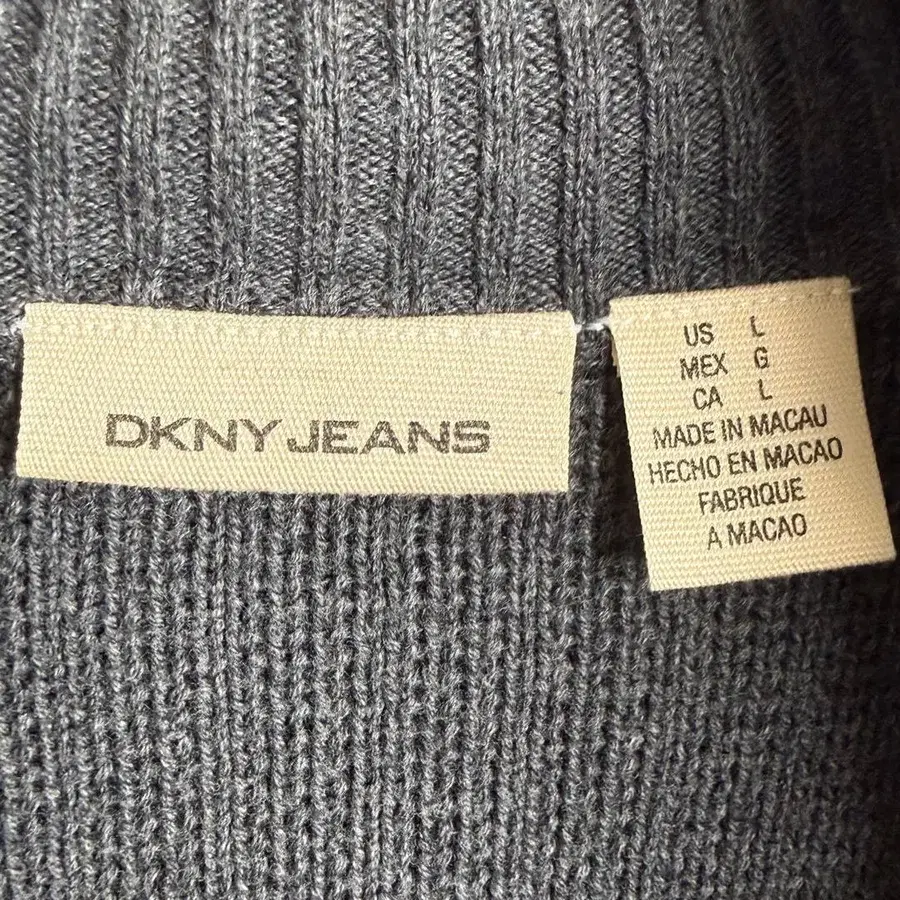 DKNY JEANS
US L
MEX G
CA L
MADE IN MACAU
HECHO EN MACAO
FABRIQUE
A MACAO